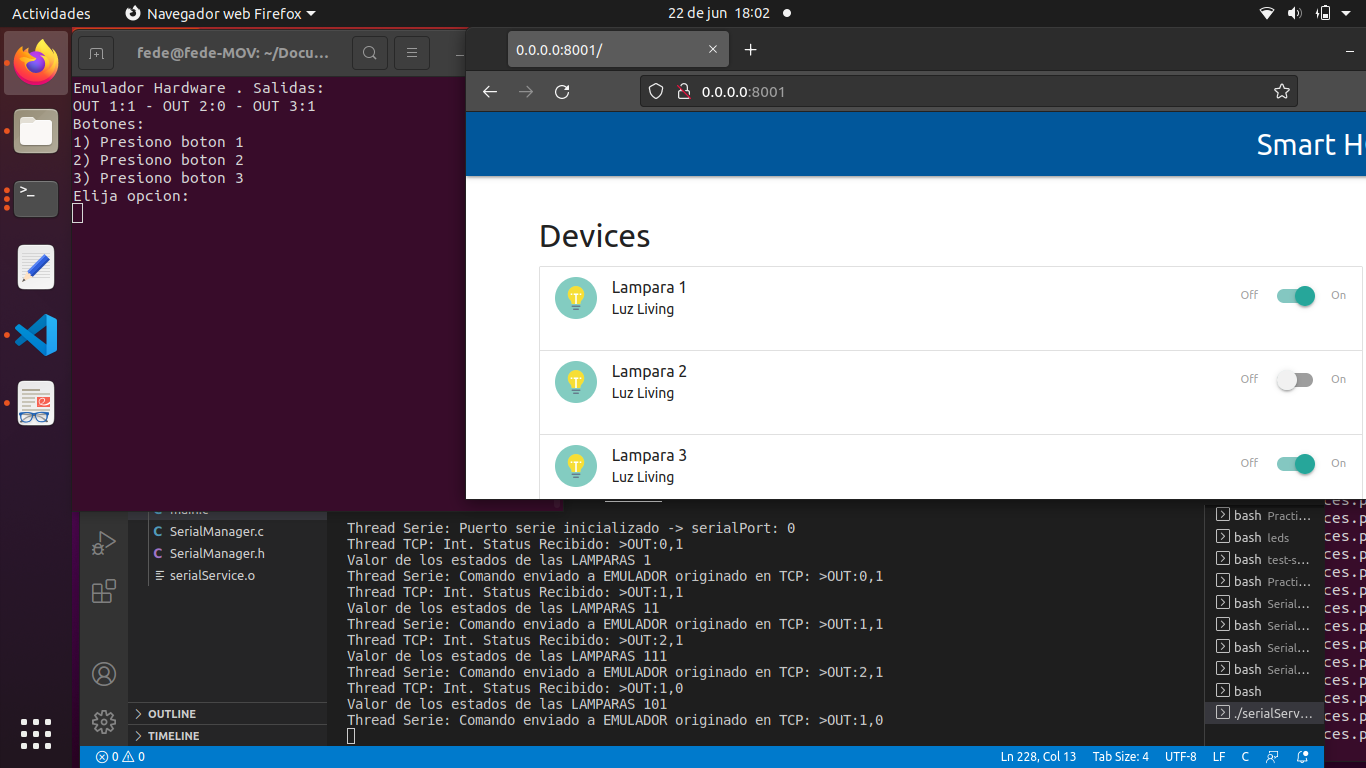 Actividades
Navegador web Firefox
22 de jun 18:02
fede@fede-MOV: ~/Docu...
Emulador Hardware . Salidas:
OUT 1:1 - OUT 2:0 - OUT 3:1
Botones:
1) Presiono boton 1
2) Presiono boton 2
3) Presiono boton 3
Elija opcion:
0.0.0.0:8001/
0.0.0.0:8001
Smart H
Devices
Lampara 1
Luz Living
Off On
Lampara 2
Luz Living
Off On
Lampara 3
Luz Living
Off On
C main.c
C SerialManager.c
C SerialManager.h
serialService.o
OUTLINE
TIMELINE
Thread Serie: Puerto serie inicializado -> serialPort: 0
Thread TCP: Int. Status Recibido: >OUT:0,1
Valor de los estados de las LAMPARAS 1
Thread Serie: Comando enviado a EMULADOR originado en TCP: >OUT:0,1
Thread TCP: Int. Status Recibido: >OUT:1,1
Valor de los estados de las LAMPARAS 11
Thread Serie: Comando enviado a EMULADOR originado en TCP: >OUT:1,1
Thread TCP: Int. Status Recibido: >OUT:2,1
Valor de los estados de las LAMPARAS 111
Thread Serie: Comando enviado a EMULADOR originado en TCP: >OUT:2,1
Thread TCP: Int. Status Recibido: >OUT:1,0
Valor de los estados de las LAMPARAS 101
Thread Serie: Comando enviado a EMULADOR originado en TCP: >OUT:1,0
bash Practi...
bash leds
bash test-s...
bash Practi...
bash Serial...
bash Serial...
bash Serial...
bash Serial...
bash
./serialServ...
ces.p
ces.p
ces.p
ces.p
ces.p
ces.p
ces.p
ces.p
ces.p
ces.p
ces.p
ces.p
ces.p
0 0
Ln 228, Col 13
Tab Size: 4
UTF-8
LF
C